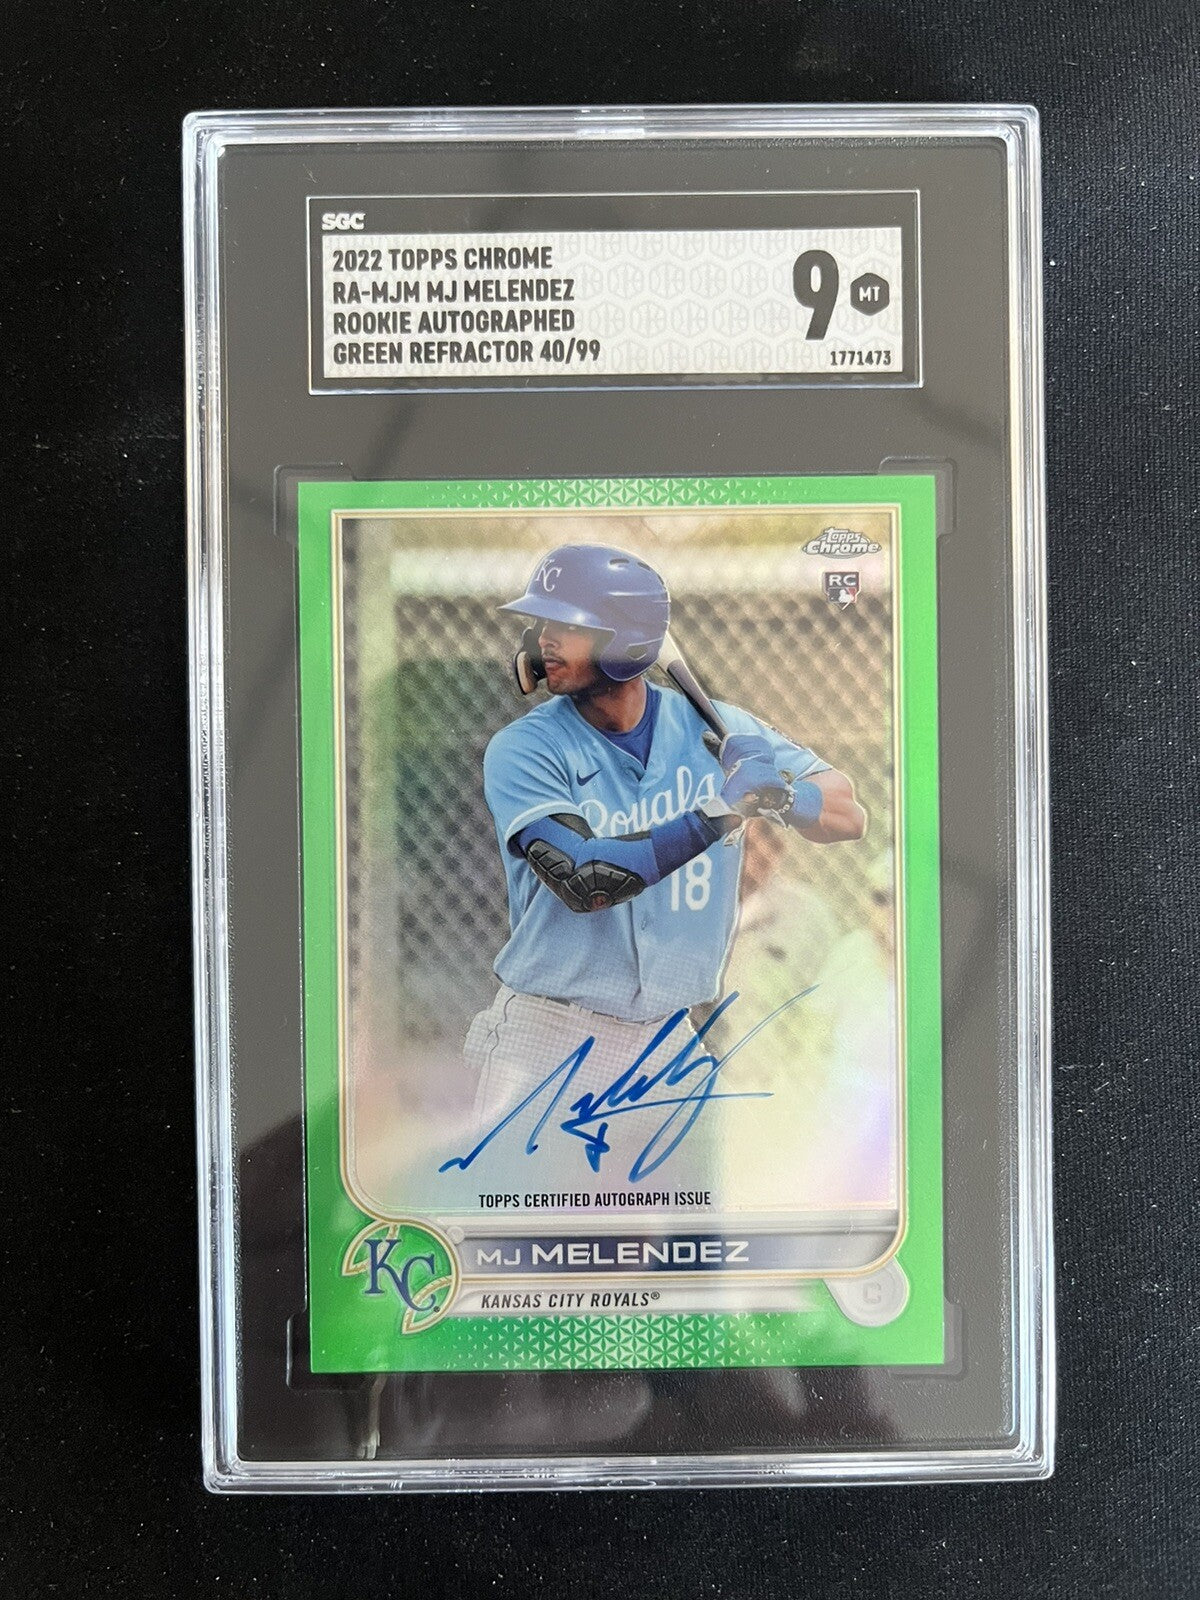 SGC
2022 TOPPS CHROME
RA-MJM MJ MELENDEZ
ROOKIE AUTOGRAPHED
GREEN REFRACTOR 40/99
9
MT
1771473
Topps
Chrome
RC
KC
Royals
18
TOPPS CERTIFIED AUTOGRAPH ISSUE
KC
MJ MELENDEZ
C
KANSAS CITY ROYALS®